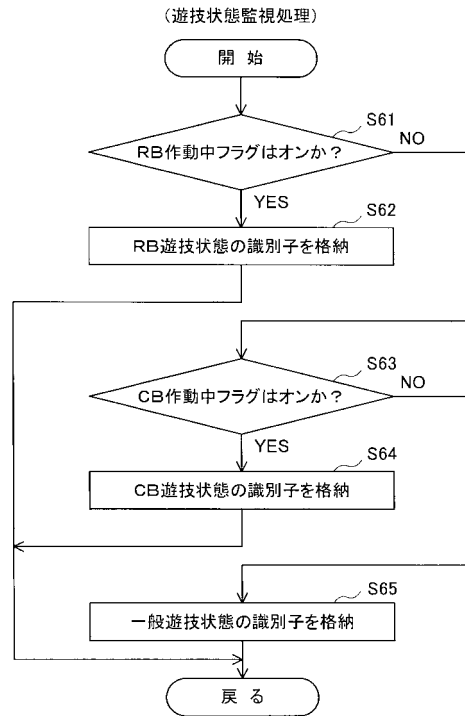 (遊技状態監視処理)
開 始
S61
RB作動中フラグはオンか？
NO
YES
S62
RB遊技状態の識別子を格納
S63
CB作動中フラグはオンか？
NO
YES
S64
CB遊技状態の識別子を格納
S65
一般遊技状態の識別子を格納
戻 る